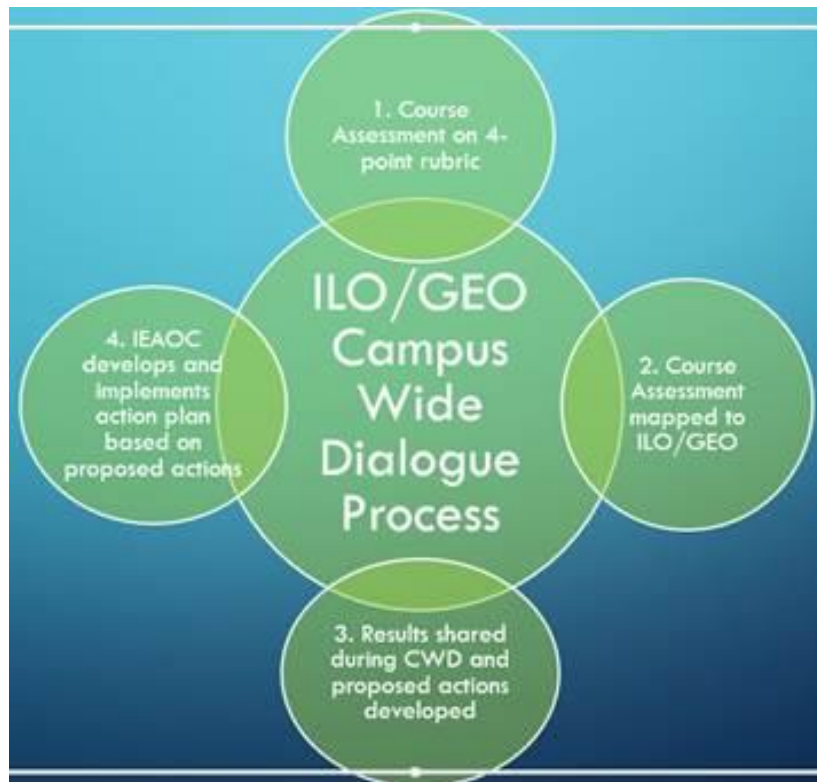 1. Course
Assessment on 4-
point rubric
ILO/GEO
Campus
Wide
Dialogue
Process
2. Course
Assessment
mapped to
ILO/GEO
3. Results shared
during CWD and
proposed actions
developed
4. IEAOC
develops and
implements
action plan
based on
proposed actions